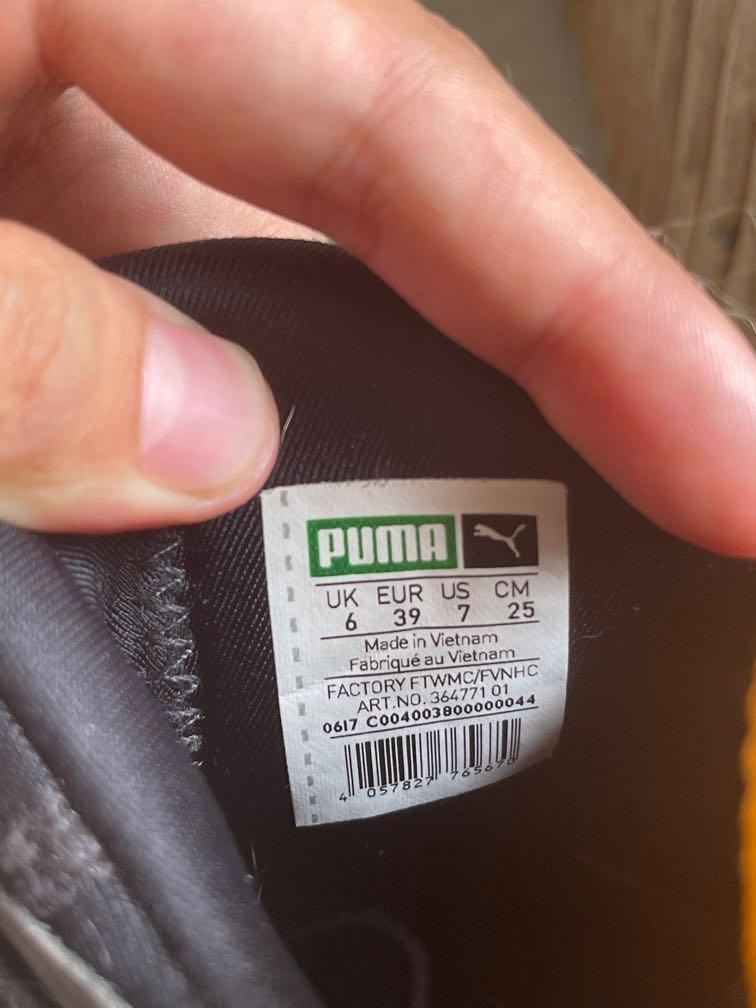 PUMA
UK EUR US CM
6 39 7 25
Made in Vietnam
Fabriqué au Vietnam
FACTORY FTWMC/FVNHC
ART.NO. 364771 01
0617 C004003800000044
4 057827 765670